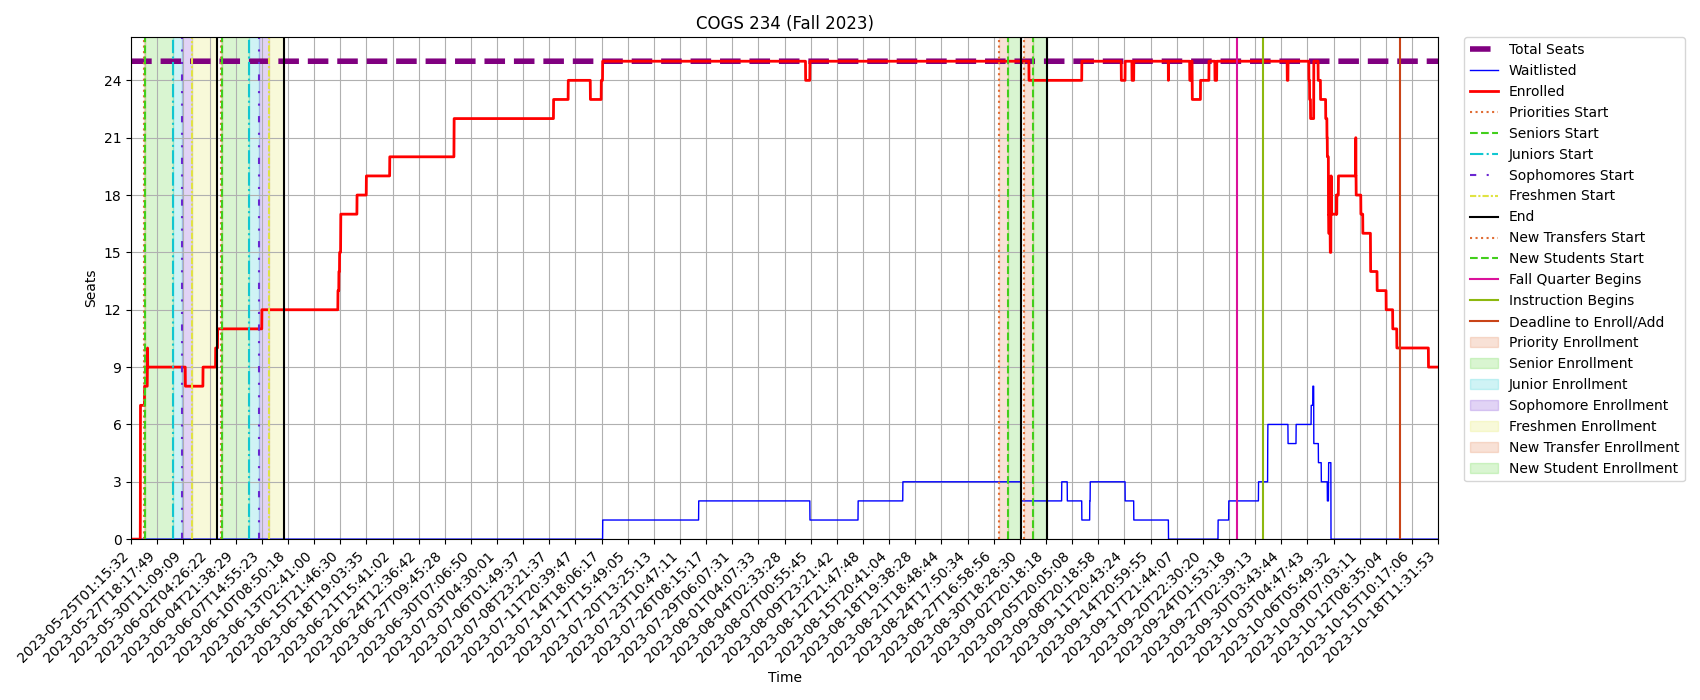 COGS 234 (Fall 2023)
Seats
24
21
18
15
12
9
6
3
0
2023-05-25T01:15:32
2023-05-27T18:17:49
2023-05-30T11:09:09
2023-06-02T04:26:22
2023-06-04T21:38:29
2023-06-07T14:55:23
2023-06-10T08:50:18
2023-06-13T02:41:00
2023-06-15T21:46:30
2023-06-18T19:03:35
2023-06-21T15:41:02
2023-06-24T12:36:42
2023-06-27T09:45:28
2023-06-30T07:06:50
2023-07-03T04:30:01
2023-07-06T01:49:37
2023-07-08T23:21:37
2023-07-11T20:39:47
2023-07-14T18:06:17
2023-07-17T15:49:05
2023-07-20T13:25:13
2023-07-23T10:47:11
2023-07-26T08:15:17
2023-07-29T06:07:31
2023-08-01T04:07:33
2023-08-04T02:33:28
2023-08-07T00:55:45
2023-08-09T23:21:42
2023-08-12T21:47:48
2023-08-15T20:41:04
2023-08-18T19:38:28
2023-08-21T18:48:44
2023-08-24T17:50:34
2023-08-27T16:58:56
2023-08-30T18:28:30
2023-09-02T20:18:18
2023-09-05T20:05:08
2023-09-08T20:18:58
2023-09-11T20:43:24
2023-09-14T20:59:55
2023-09-17T21:44:07
2023-09-20T22:30:20
2023-09-24T01:53:18
2023-09-27T02:39:13
2023-09-30T03:43:44
2023-10-03T04:47:43
2023-10-06T05:49:32
2023-10-09T07:03:11
2023-10-12T08:35:04
2023-10-15T10:17:06
2023-10-18T11:31:53
Time
Total Seats
Waitlisted
Enrolled
Priorities Start
Seniors Start
Juniors Start
Sophomores Start
Freshmen Start
End
New Transfers Start
New Students Start
Fall Quarter Begins
Instruction Begins
Deadline to Enroll/Add
Priority Enrollment
Senior Enrollment
Junior Enrollment
Sophomore Enrollment
Freshmen Enrollment
New Transfer Enrollment
New Student Enrollment